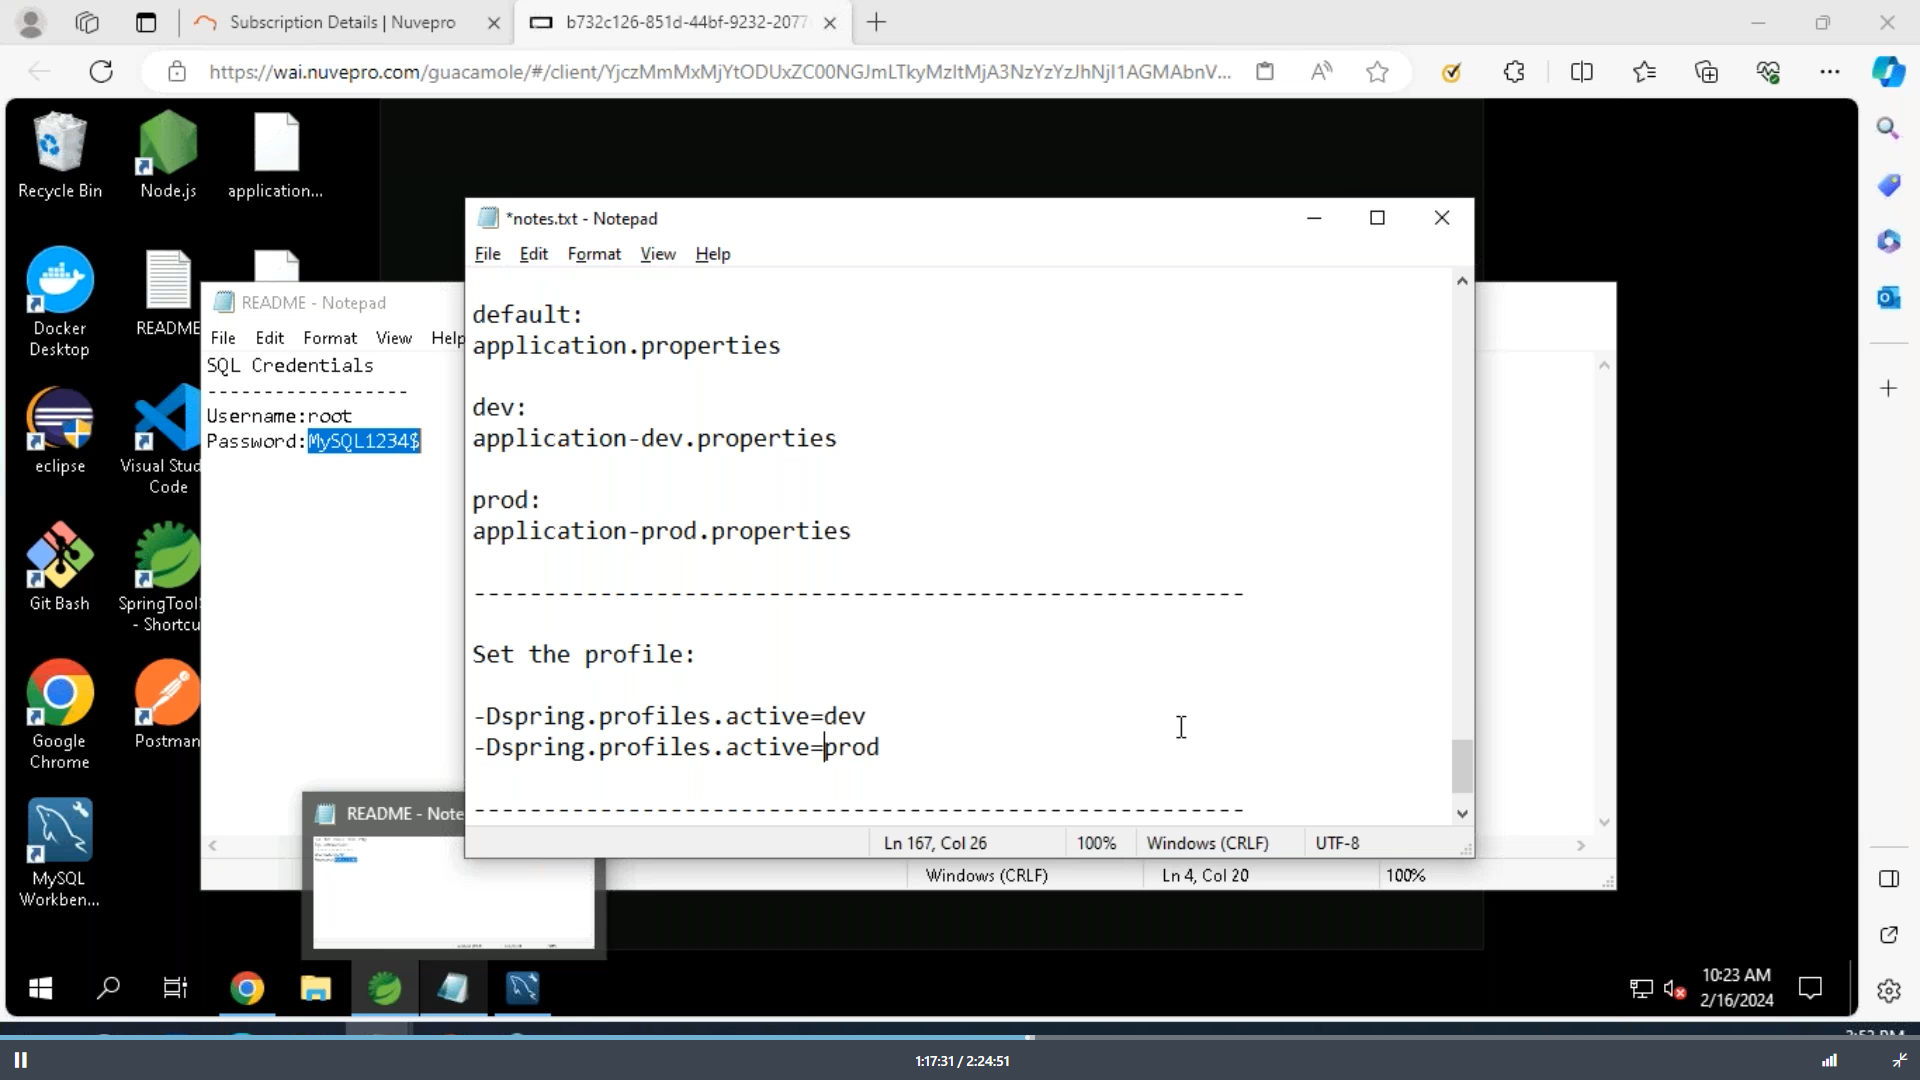 Subscription Details | Nuvepro
b732c126-851d-44bf-9232-2077
https://wai.nuvepro.com/guacamole/#/client/YjczMmMxMjYtODUxZC00NGJmLTkyMzItMjA3NzYzYzJhNjI1AGMAbnV...
Recycle Bin
Node.js
application...
Docker
Desktop
README
eclipse
Visual Stud
Code
Git Bash
SpringTool
- Shortcu
Google
Chrome
Postman
MySQL
Workben...
README - Notepad
File Edit Format View Help
SQL Credentials
------------------
Username:root
Password:MySQL1234$
Windows (CRLF) Ln 4, Col 20 100%
*notes.txt - Notepad
File Edit Format View Help
default:
application.properties
dev:
application-dev.properties
prod:
application-prod.properties
-------------------------------------------------------
Set the profile:
-Dspring.profiles.active=dev
-Dspring.profiles.active=prod
-------------------------------------------------------
Ln 167, Col 26 100% Windows (CRLF) UTF-8
README - Note
10:23 AM
2/16/2024
1:17:31 / 2:24:51